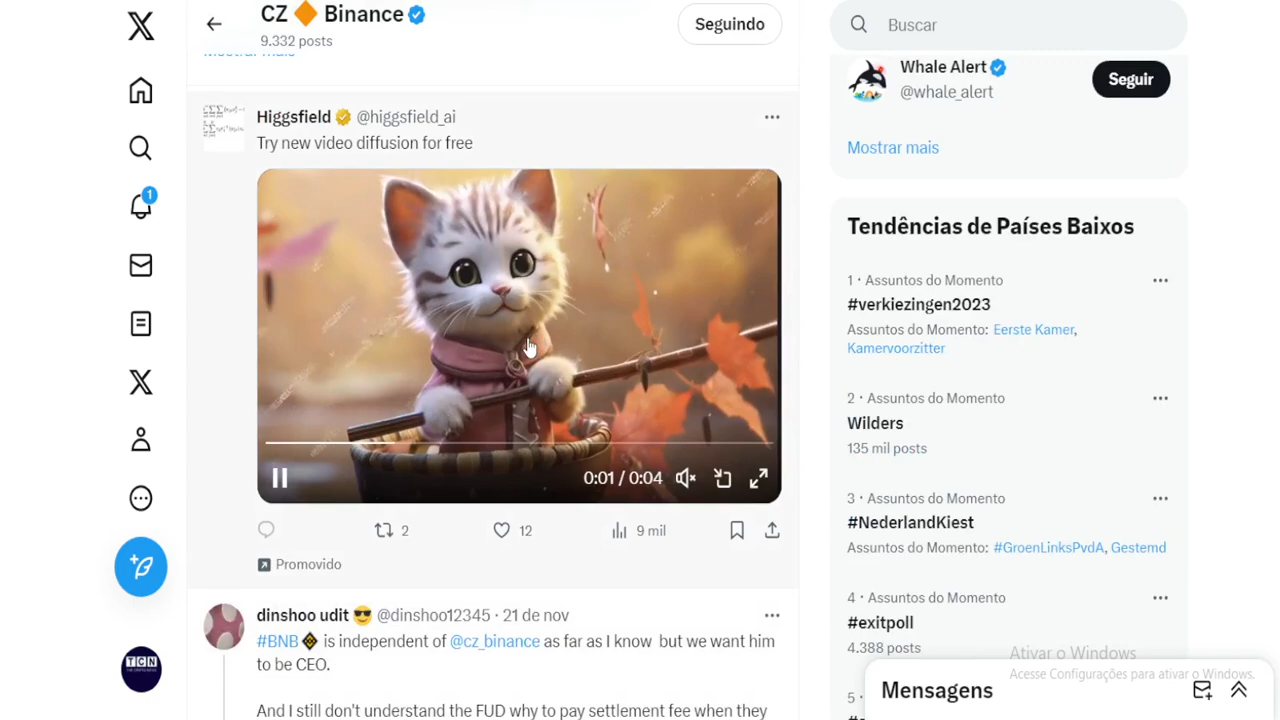 CZ 🔶 Binance
9.332 posts
Seguindo
Mostrar mais
Higgsfield @higgsfield_ai
Try new video diffusion for free
0:01 / 0:04
2
12
9 mil
Promovido
dinshoo udit 😎 @dinshoo12345 · 21 de nov
#BNB is independent of @cz_binance as far as I know but we want him
to be CEO.
And I still don't understand the FUD why to pay settlement fee when they
1
TCN
Buscar
Whale Alert
@whale_alert
Seguir
Mostrar mais
Tendências de Países Baixos
1 · Assuntos do Momento
#verkiezingen2023
Assuntos do Momento: Eerste Kamer,
Kamervoorzitter
2 · Assuntos do Momento
Wilders
135 mil posts
3 · Assuntos do Momento
#NederlandKiest
Assuntos do Momento: #GroenLinksPvdA, Gestemd
4 · Assuntos do Momento
#exitpoll
4.388 posts
5 ·
Ativar o Windows
Acesse Configurações para ativar o Windows.
Mensagens